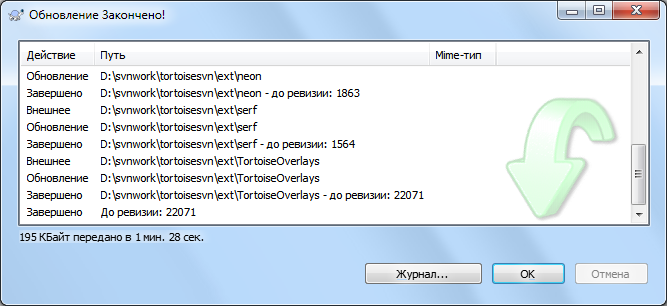 Обновление Закончено!
Действие Путь Mime-тип
Обновление D:\svnwork\tortoisesvn\ext\neon
Завершено D:\svnwork\tortoisesvn\ext\neon - до ревизии: 1863
Внешнее D:\svnwork\tortoisesvn\ext\serf
Обновление D:\svnwork\tortoisesvn\ext\serf
Завершено D:\svnwork\tortoisesvn\ext\serf - до ревизии: 1564
Внешнее D:\svnwork\tortoisesvn\ext\TortoiseOverlays
Обновление D:\svnwork\tortoisesvn\ext\TortoiseOverlays
Завершено D:\svnwork\tortoisesvn\ext\TortoiseOverlays - до ревизии: 22071
Завершено До ревизии: 22071
195 КБайт передано в 1 мин. 28 сек.
Журнал... OK Отмена